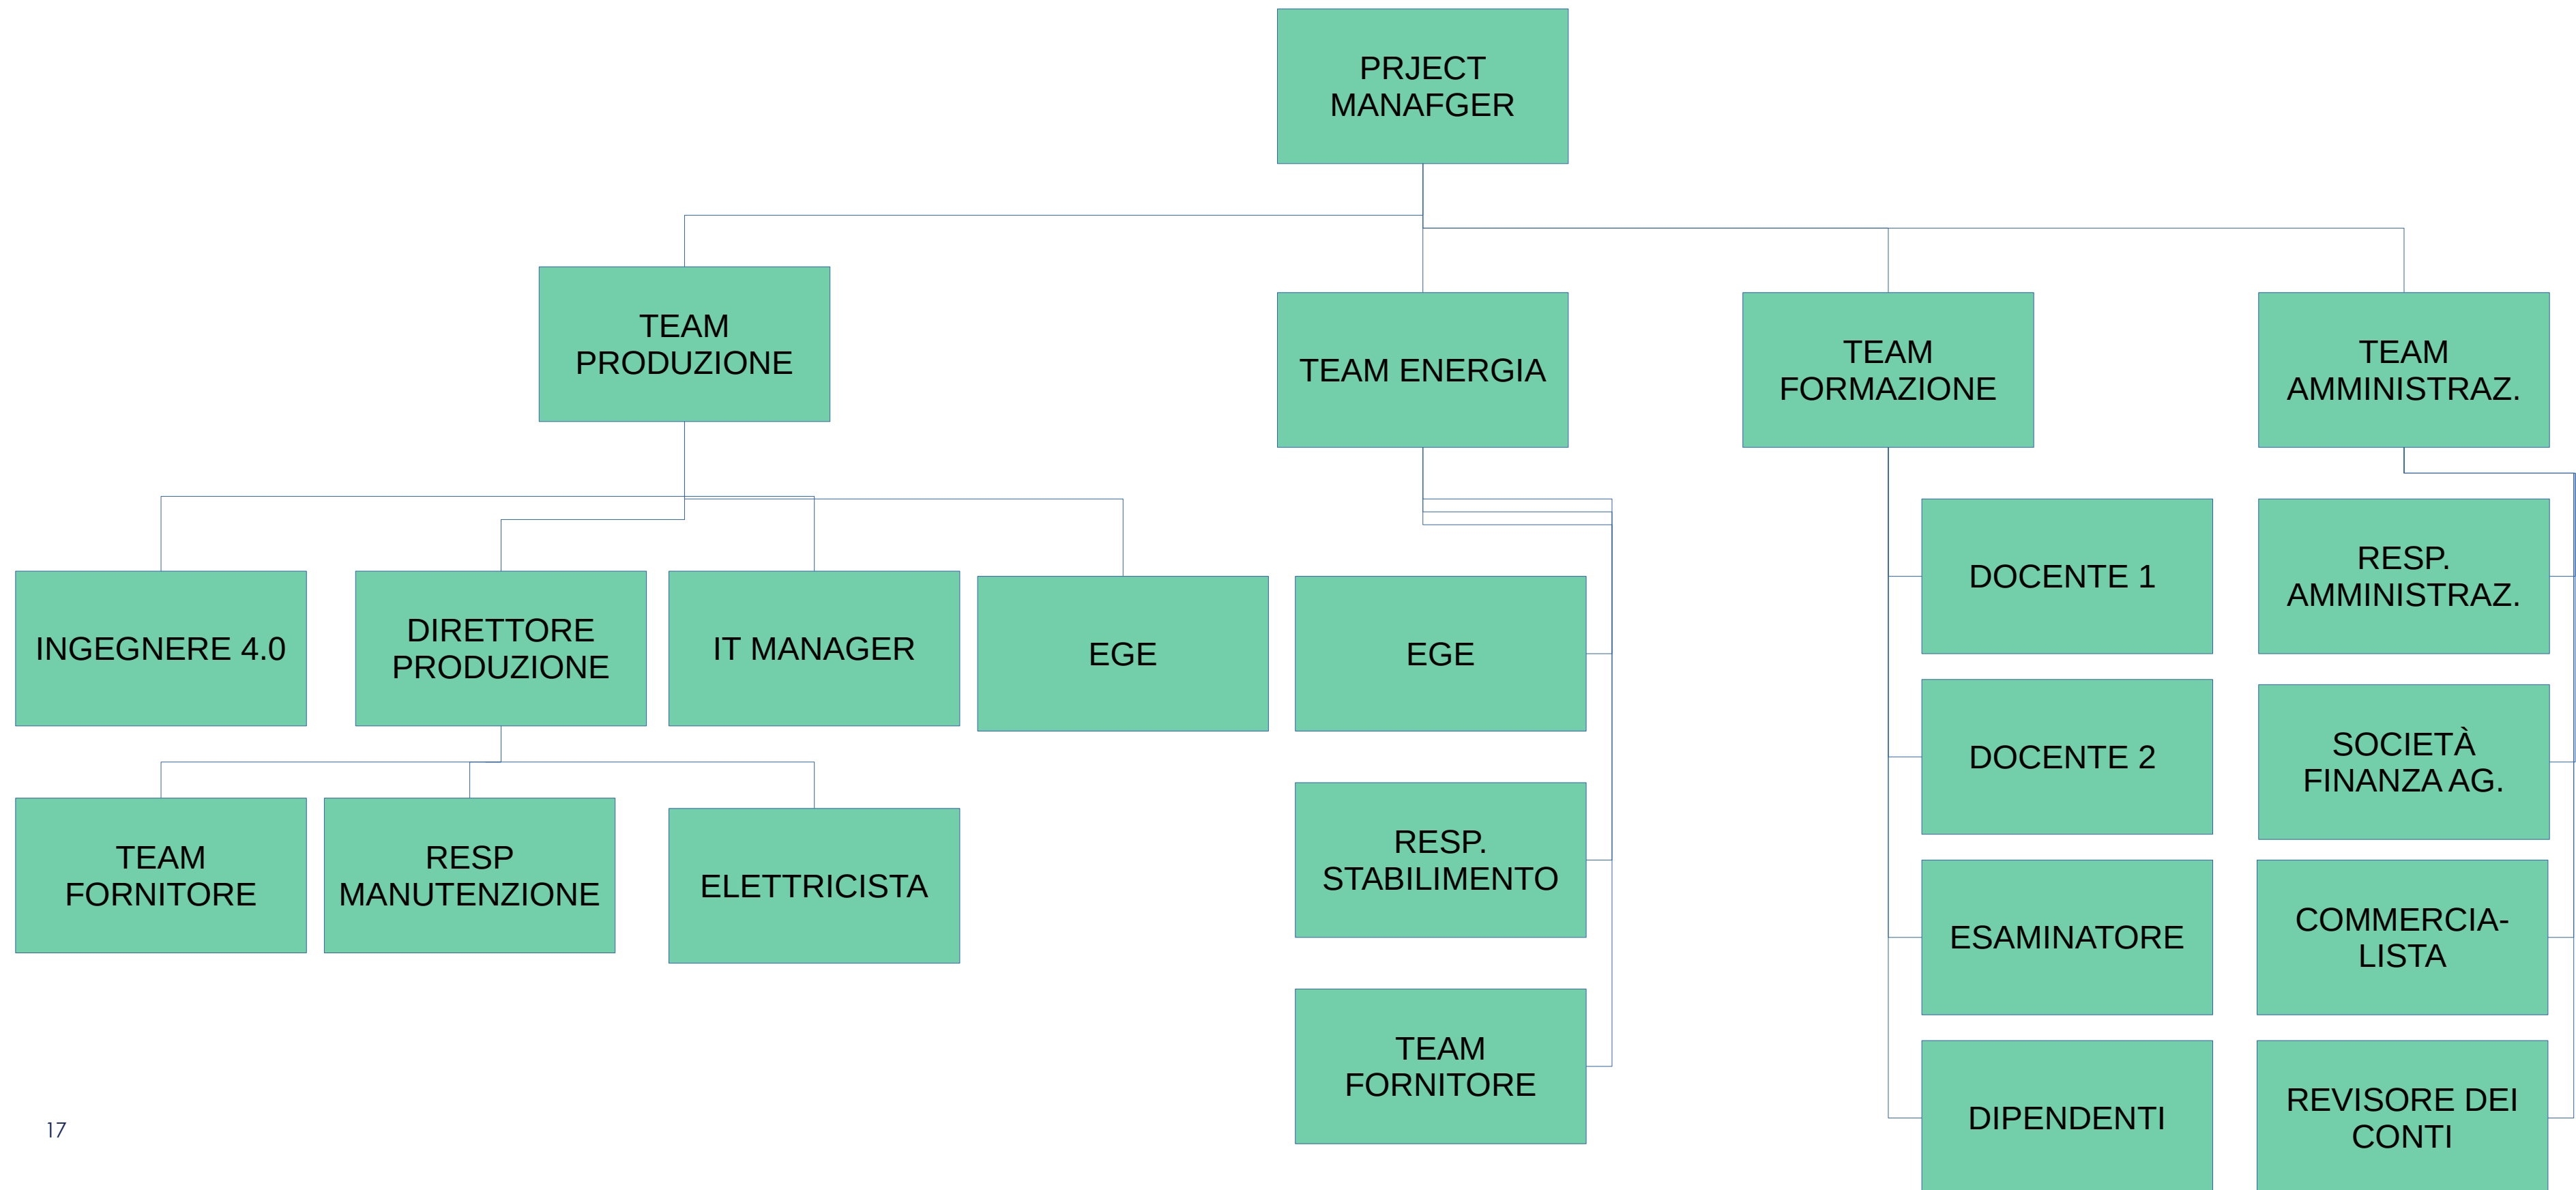 PRJECT
MANAFGER
TEAM
PRODUZIONE
TEAM ENERGIA
TEAM
FORMAZIONE
TEAM
AMMINISTRAZ.
INGEGNERE 4.0
DIRETTORE
PRODUZIONE
IT MANAGER
EGE
EGE
DOCENTE 1
RESP.
AMMINISTRAZ.
DOCENTE 2
SOCIETÀ
FINANZA AG.
TEAM
FORNITORE
RESP
MANUTENZIONE
ELETTRICISTA
RESP.
STABILIMENTO
ESAMINATORE
COMMERCIA-
LISTA
TEAM
FORNITORE
DIPENDENTI
REVISORE DEI
CONTI
17